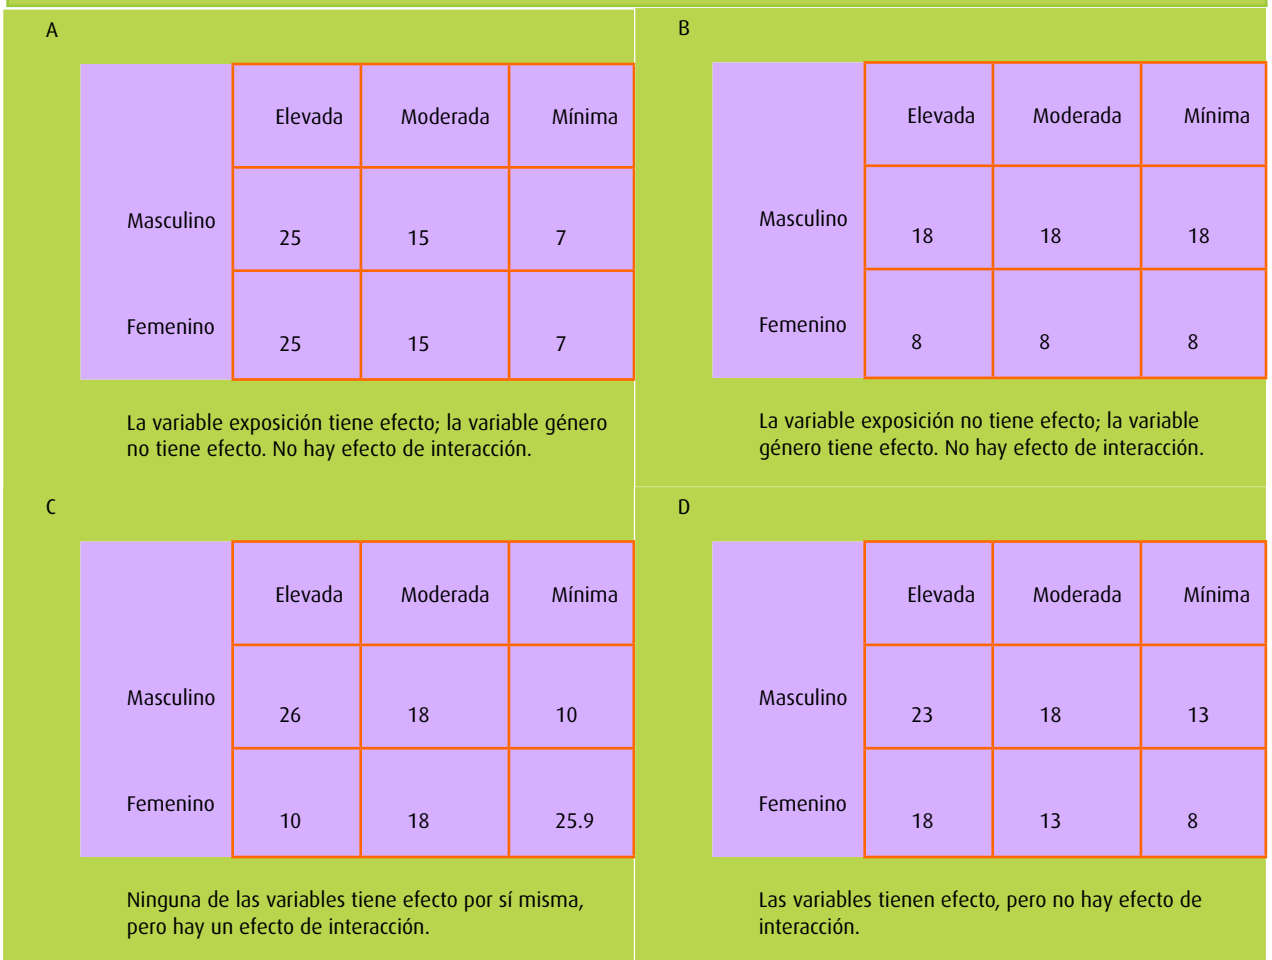 A
Elevada Moderada Mínima
Masculino 25 15 7
Femenino 25 15 7
La variable exposición tiene efecto; la variable género
no tiene efecto. No hay efecto de interacción.
B
Elevada Moderada Mínima
Masculino 18 18 18
Femenino 8 8 8
La variable exposición no tiene efecto; la variable
género tiene efecto. No hay efecto de interacción.
C
Elevada Moderada Mínima
Masculino 26 18 10
Femenino 10 18 25.9
Ninguna de las variables tiene efecto por sí misma,
pero hay un efecto de interacción.
D
Elevada Moderada Mínima
Masculino 23 18 13
Femenino 18 13 8
Las variables tienen efecto, pero no hay efecto de
interacción.